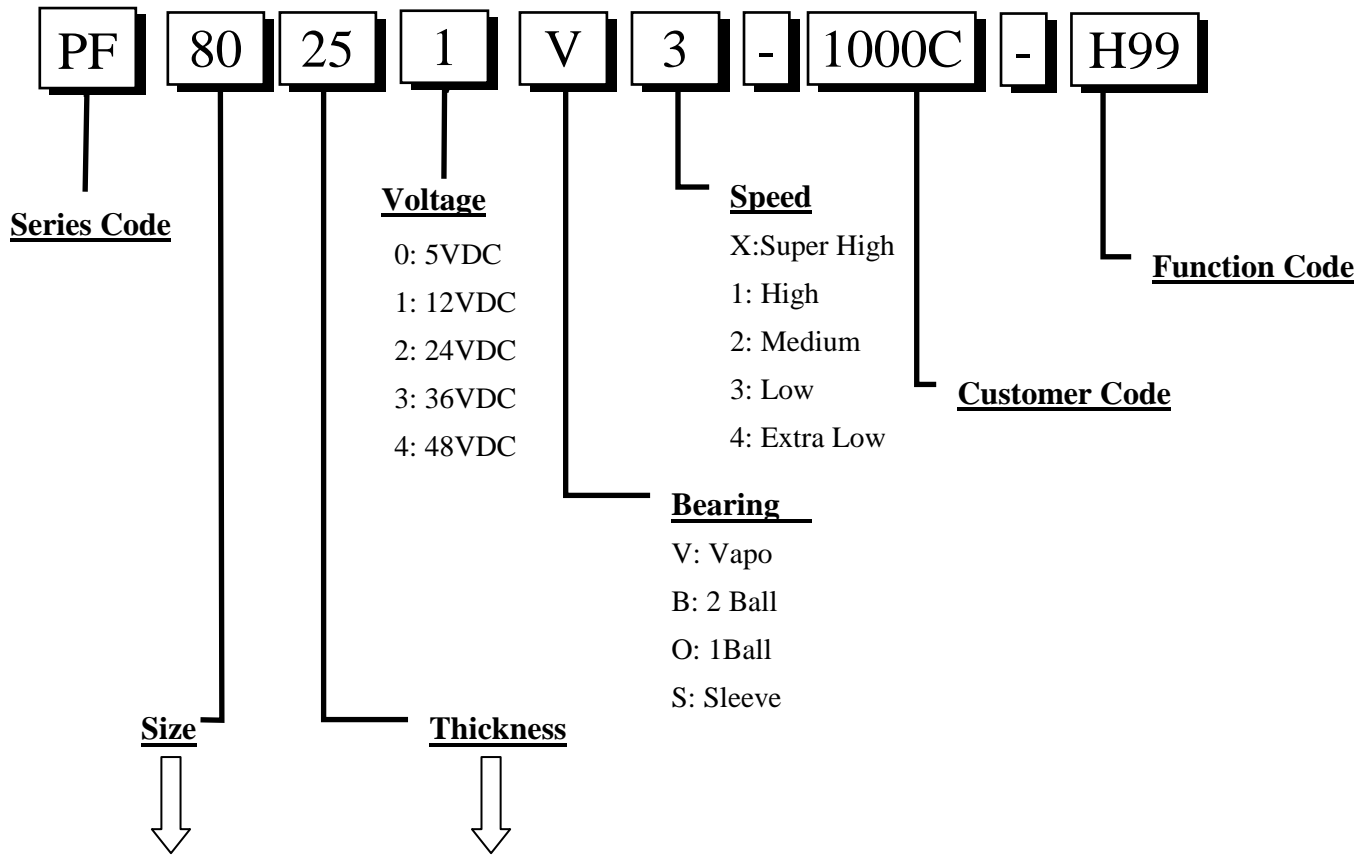 PF 80 25 1 V 3 - 1000C - H99
Series Code
Voltage
0: 5VDC
1: 12VDC
2: 24VDC
3: 36VDC
4: 48VDC
Speed
X:Super High
1: High
2: Medium
3: Low
4: Extra Low
Function Code
Customer Code
Bearing
V: Vapo
B: 2 Ball
O: 1Ball
S: Sleeve
Size
Thickness